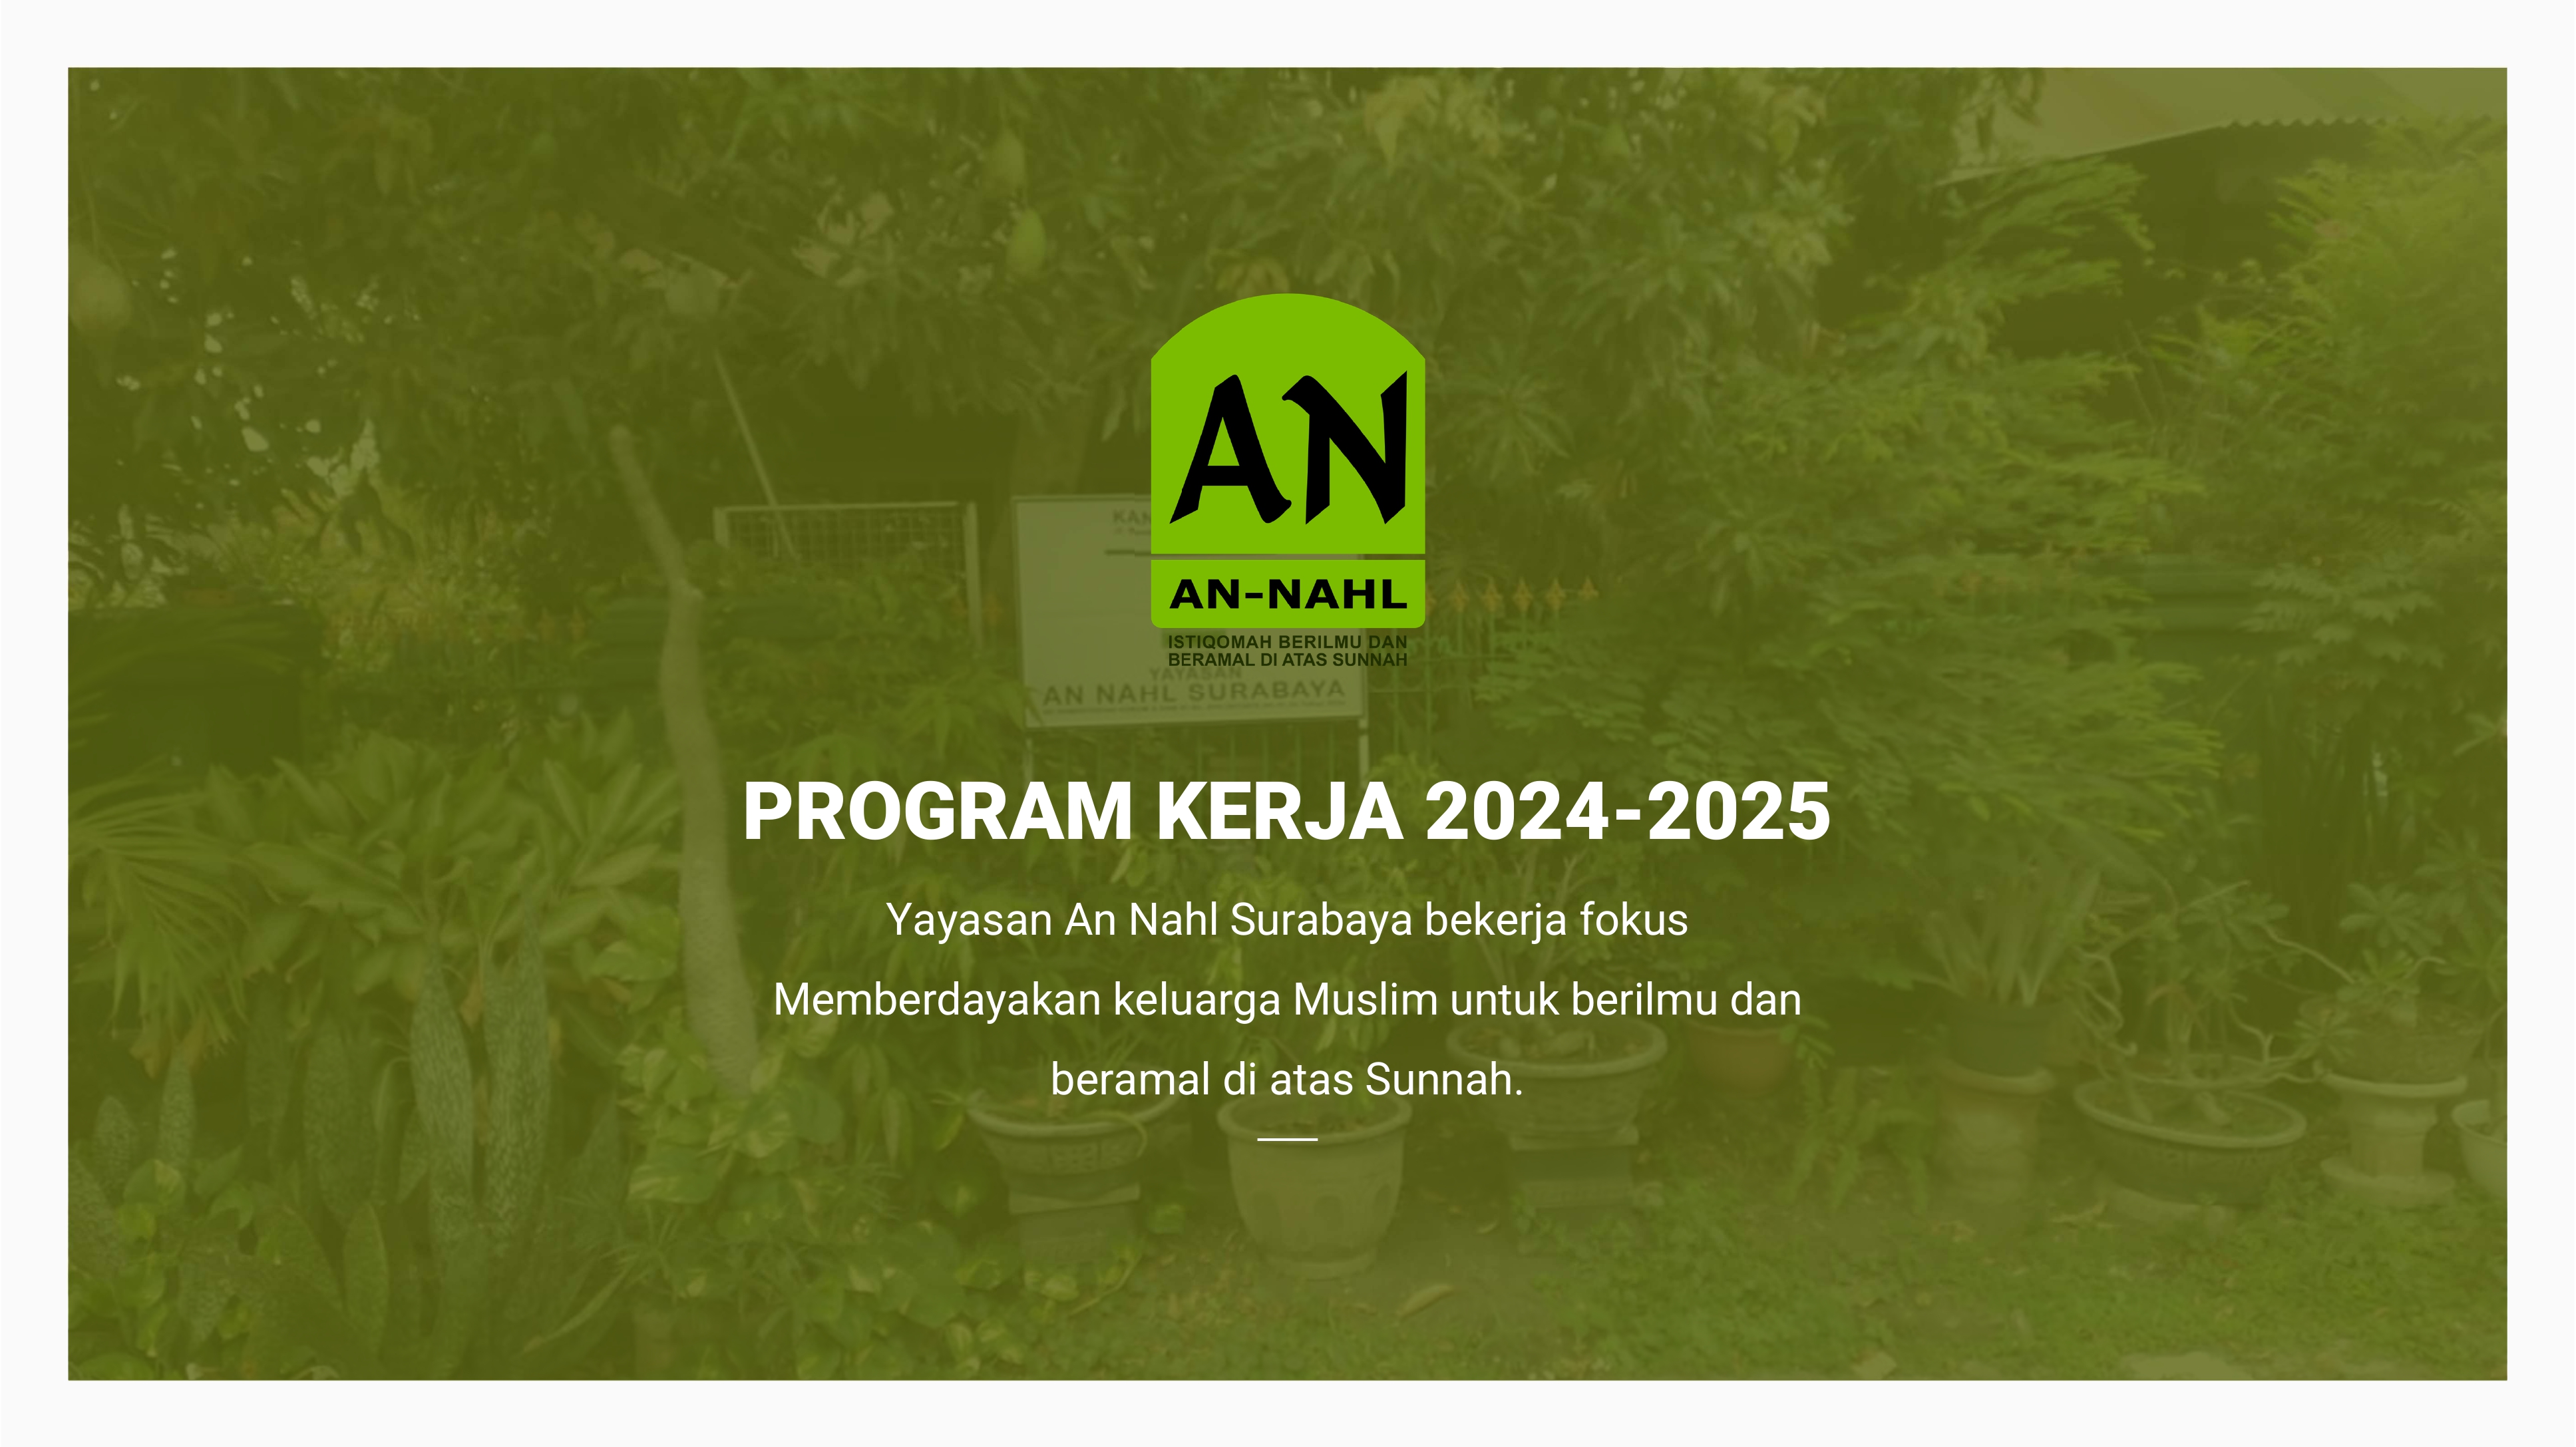 AN
AN-NAHL
ISTIQOMAH BERILMU DAN
BERAMAL DI ATAS SUNNAH
YAYASAN
AN NAHL SURABAYA
PROGRAM KERJA 2024-2025
Yayasan An Nahl Surabaya bekerja fokus
Memberdayakan keluarga Muslim untuk berilmu dan
beramal di atas Sunnah.